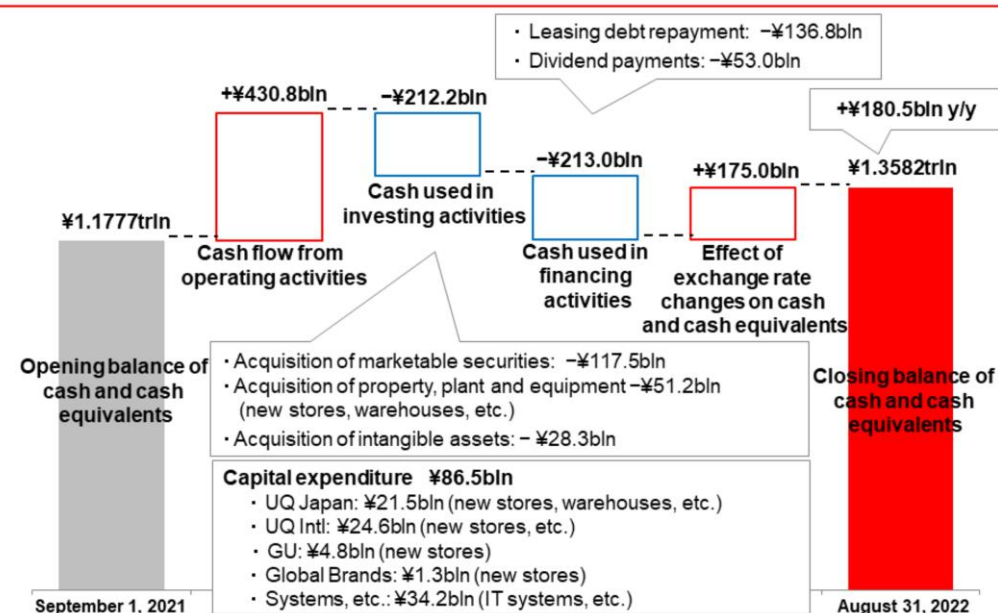 · Leasing debt repayment: −¥136.8bln
· Dividend payments: −¥53.0bln
+¥430.8bln
−¥212.2bln
+¥180.5bln y/y
−¥213.0bln
+¥175.0bln
¥1.3582trln
¥1.1777trln
Cash used in
investing activities
Cash flow from
operating activities
Cash used in
financing
activities
Effect of
exchange rate
changes on cash
and cash equivalents
Opening balance of
cash and cash
equivalents
· Acquisition of marketable securities: −¥117.5bln
· Acquisition of property, plant and equipment −¥51.2bln
(new stores, warehouses, etc.)
· Acquisition of intangible assets: − ¥28.3bln
Closing balance of
cash and cash
equivalents
Capital expenditure ¥86.5bln
· UQ Japan: ¥21.5bln (new stores, warehouses, etc.)
· UQ Intl: ¥24.6bln (new stores, etc.)
· GU: ¥4.8bln (new stores)
· Global Brands: ¥1.3bln (new stores)
· Systems, etc.: ¥34.2bln (IT systems, etc.)
September 1, 2021
August 31, 2022